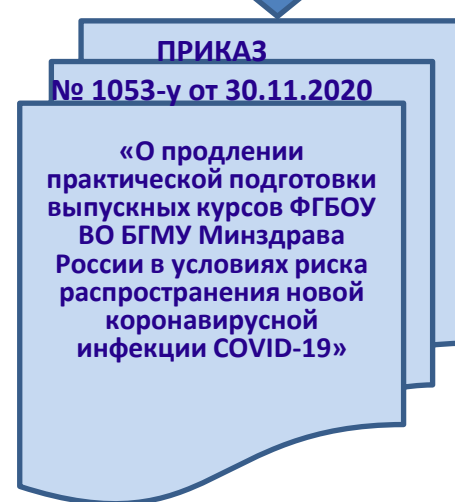 ПРИКАЗ
№ 1053-у от 30.11.2020
«О продлении
практической подготовки
выпускных курсов ФГБОУ
ВО БГМУ Минздрава
России в условиях риска
распространения новой
коронавирусной
инфекции COVID-19»